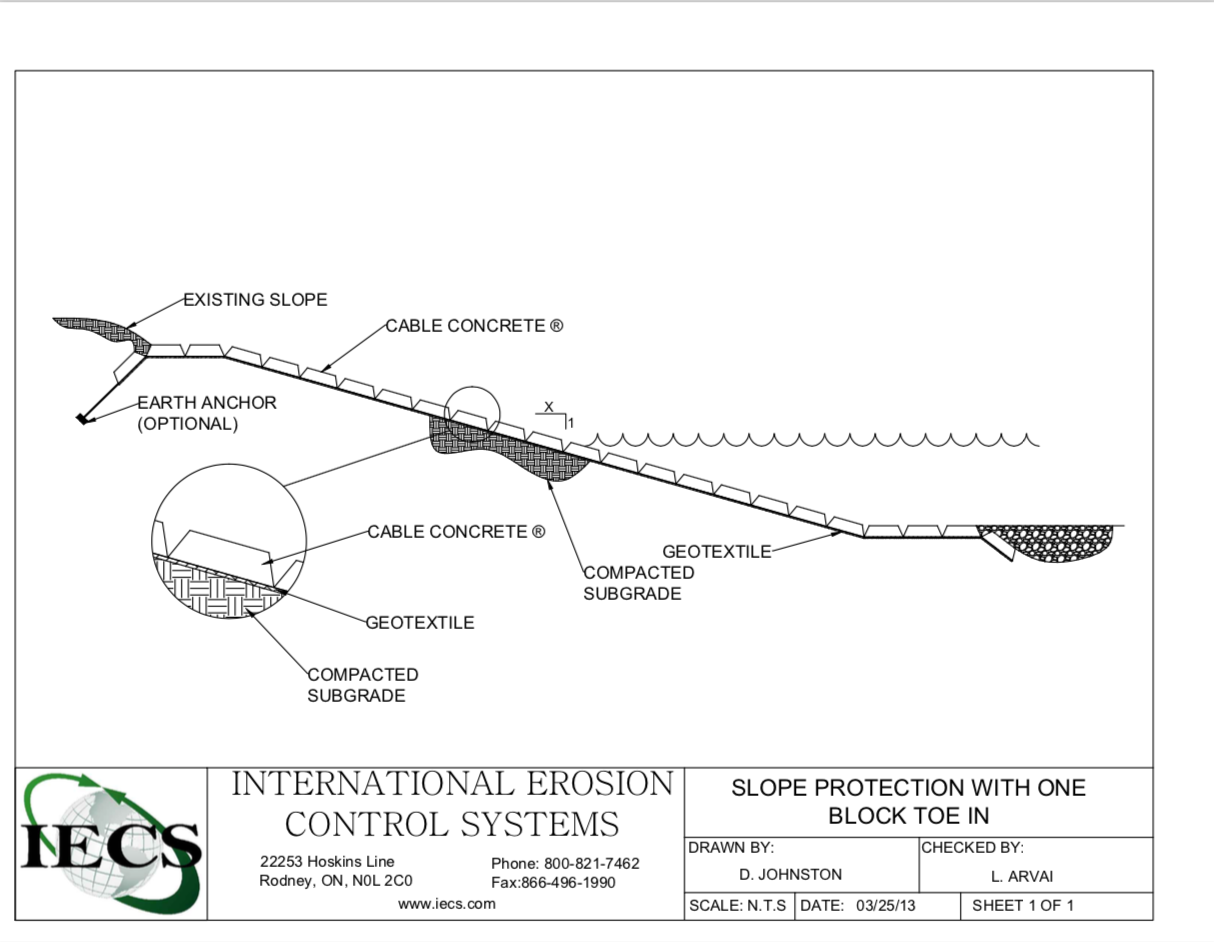 EXISTING SLOPE
CABLE CONCRETE ®
EARTH ANCHOR
(OPTIONAL)
X
1
CABLE CONCRETE ®
GEOTEXTILE
COMPACTED
SUBGRADE
GEOTEXTILE
COMPACTED
SUBGRADE
IECS
INTERNATIONAL EROSION
CONTROL SYSTEMS
22253 Hoskins Line
Rodney, ON, N0L 2C0
Phone: 800-821-7462
Fax:866-496-1990
www.iecs.com
SLOPE PROTECTION WITH ONE
BLOCK TOE IN
DRAWN BY:
D. JOHNSTON
CHECKED BY:
L. ARVAI
SCALE: N.T.S
DATE: 03/25/13
SHEET 1 OF 1